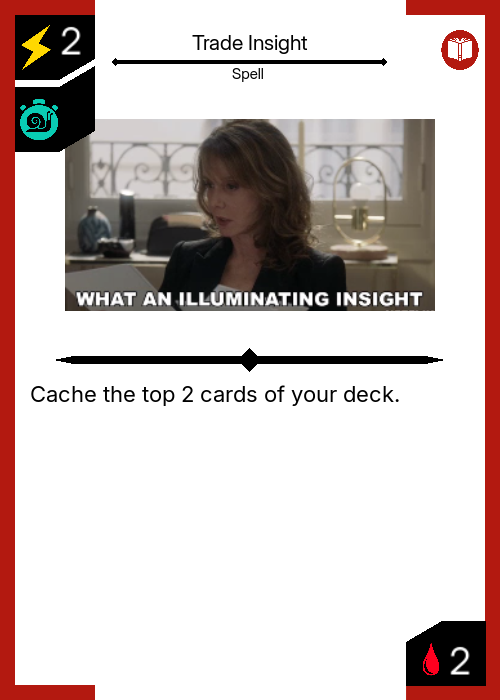 2
Trade Insight
Spell
WHAT AN ILLUMINATING INSIGHT
Cache the top 2 cards of your deck.
2